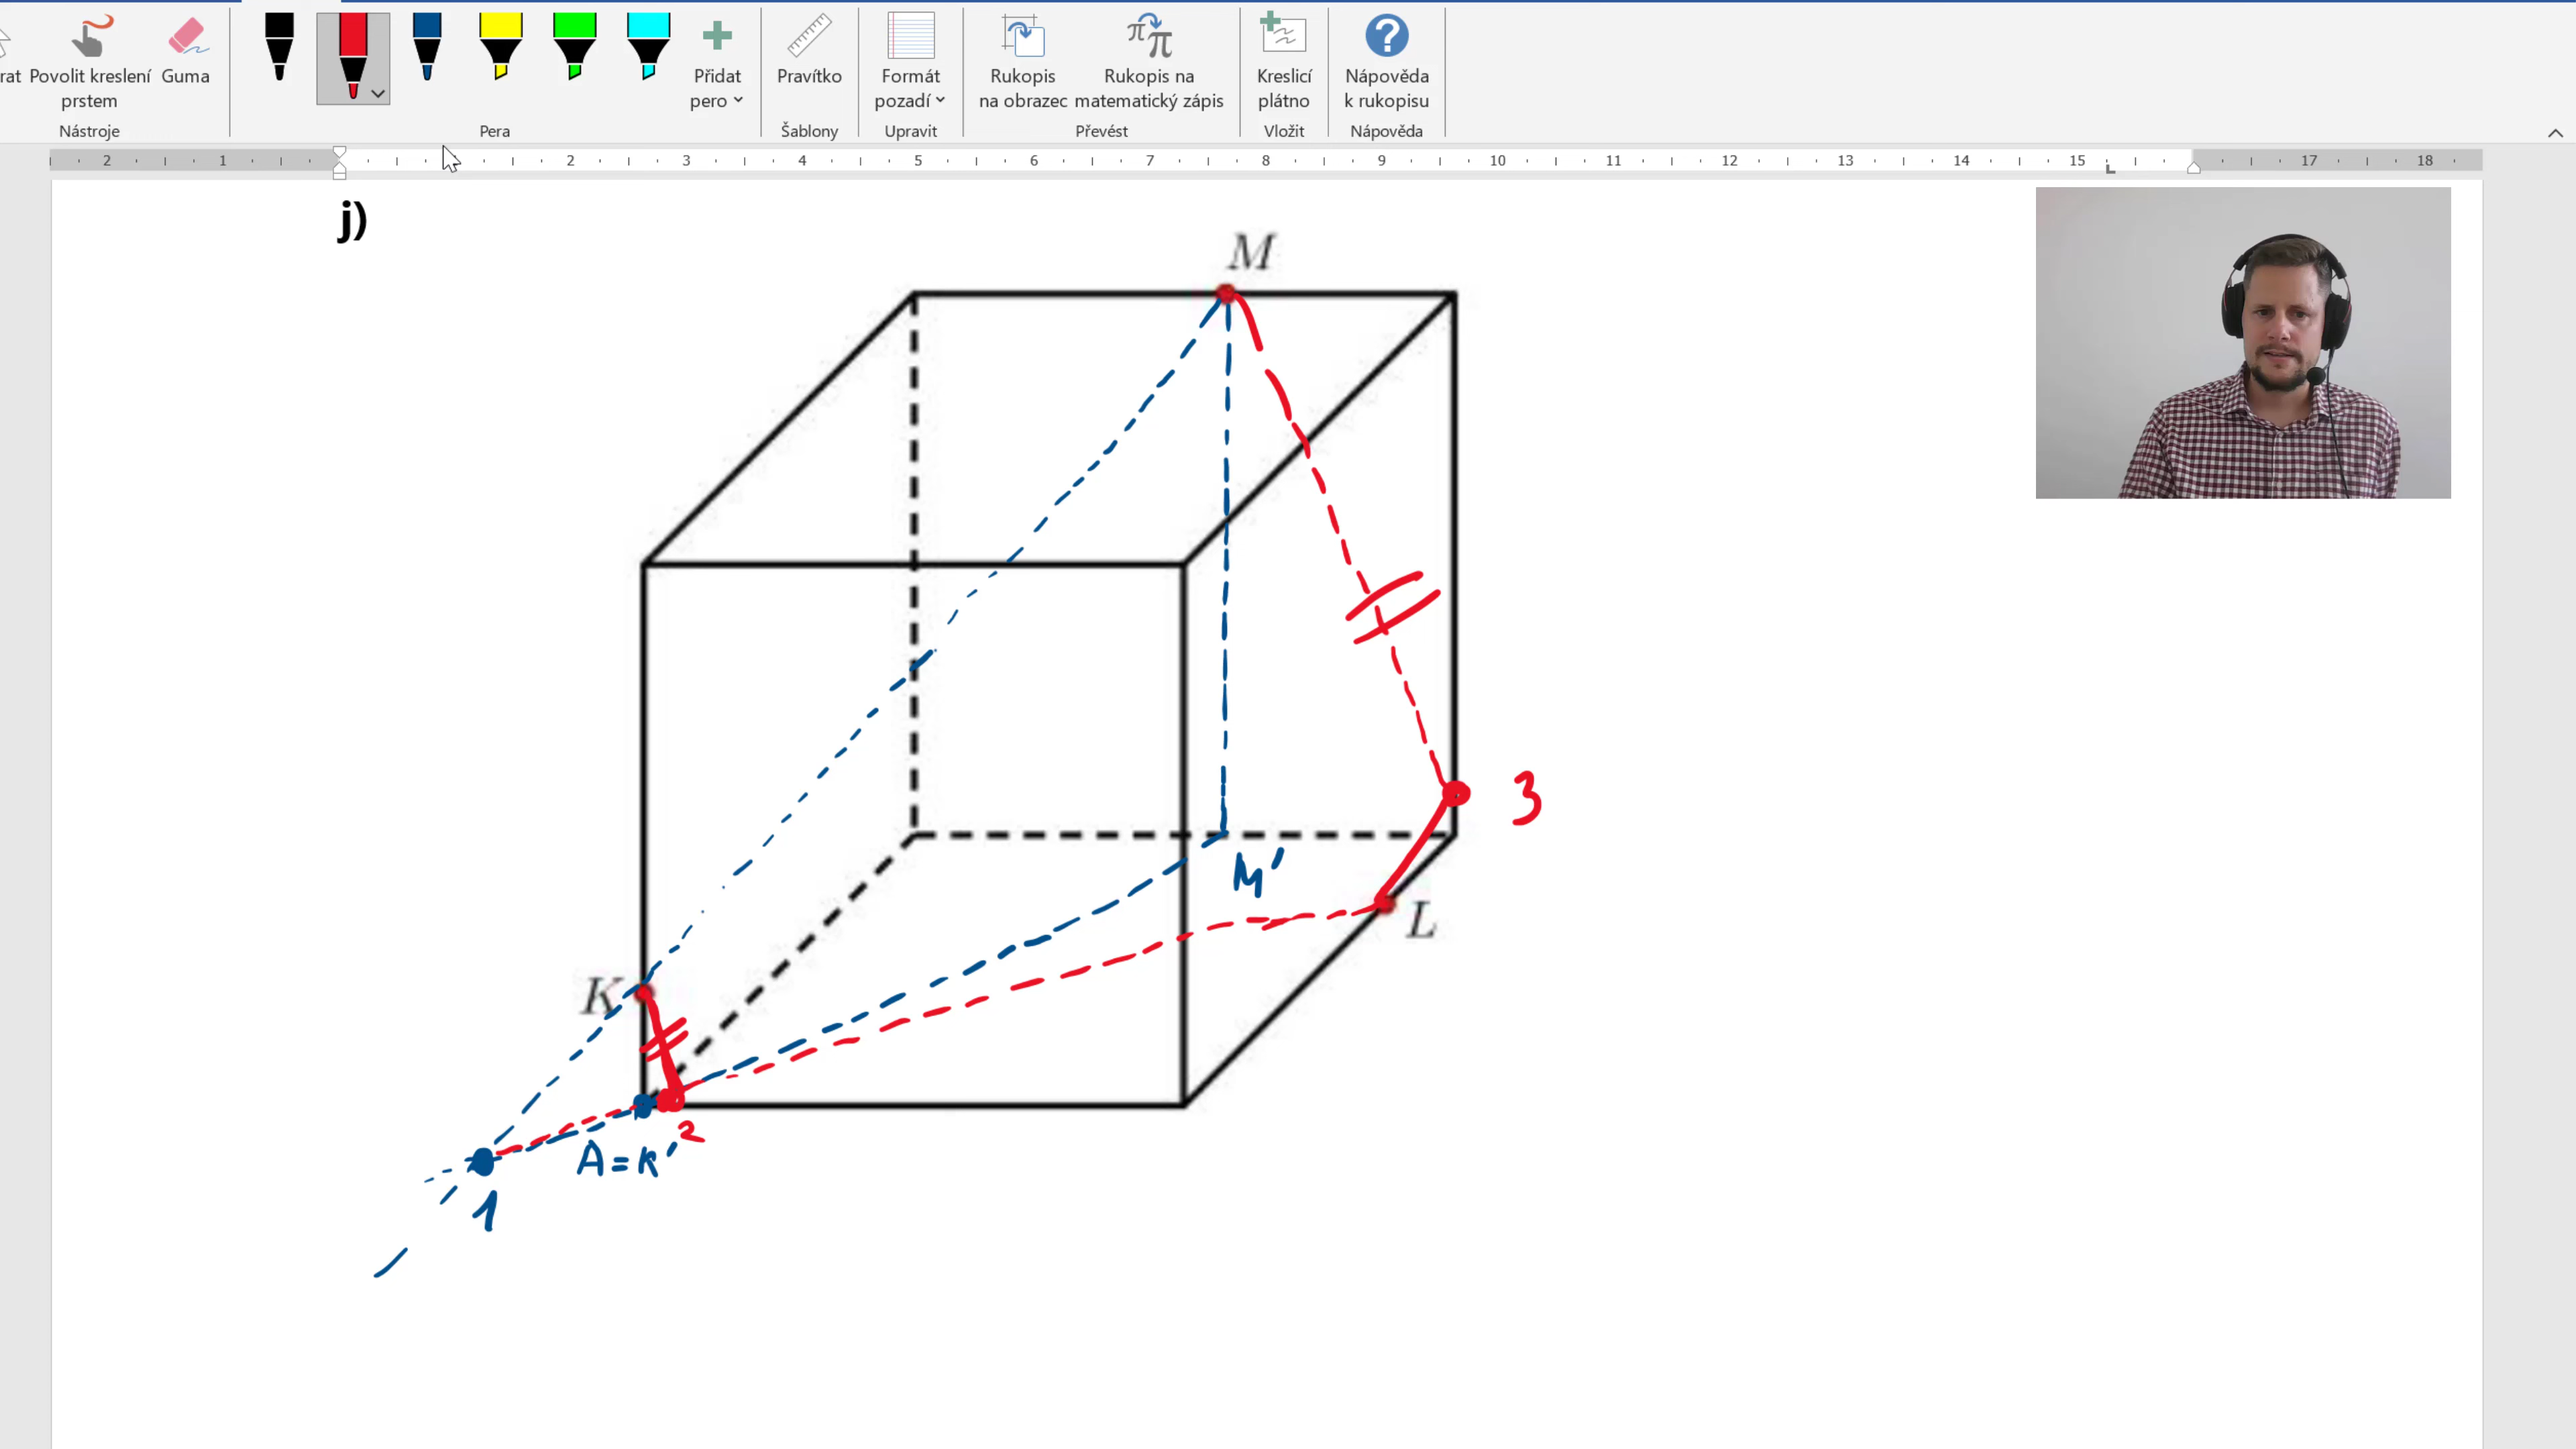 rat Povolit kreslení prstem
Guma
Přidat pero
Pravítko
Formát pozadí
Rukopis na obrazec
Rukopis na matematický zápis
Kreslicí plátno
Nápověda k rukopisu
Nástroje
Pera
Šablony
Upravit
Převést
Vložit
Nápověda
2 1 2 3 4 5 6 7 8 9 10 11 12 13 14 15 17 18
j)
M
3
M'
L
K
2
A=K'
1